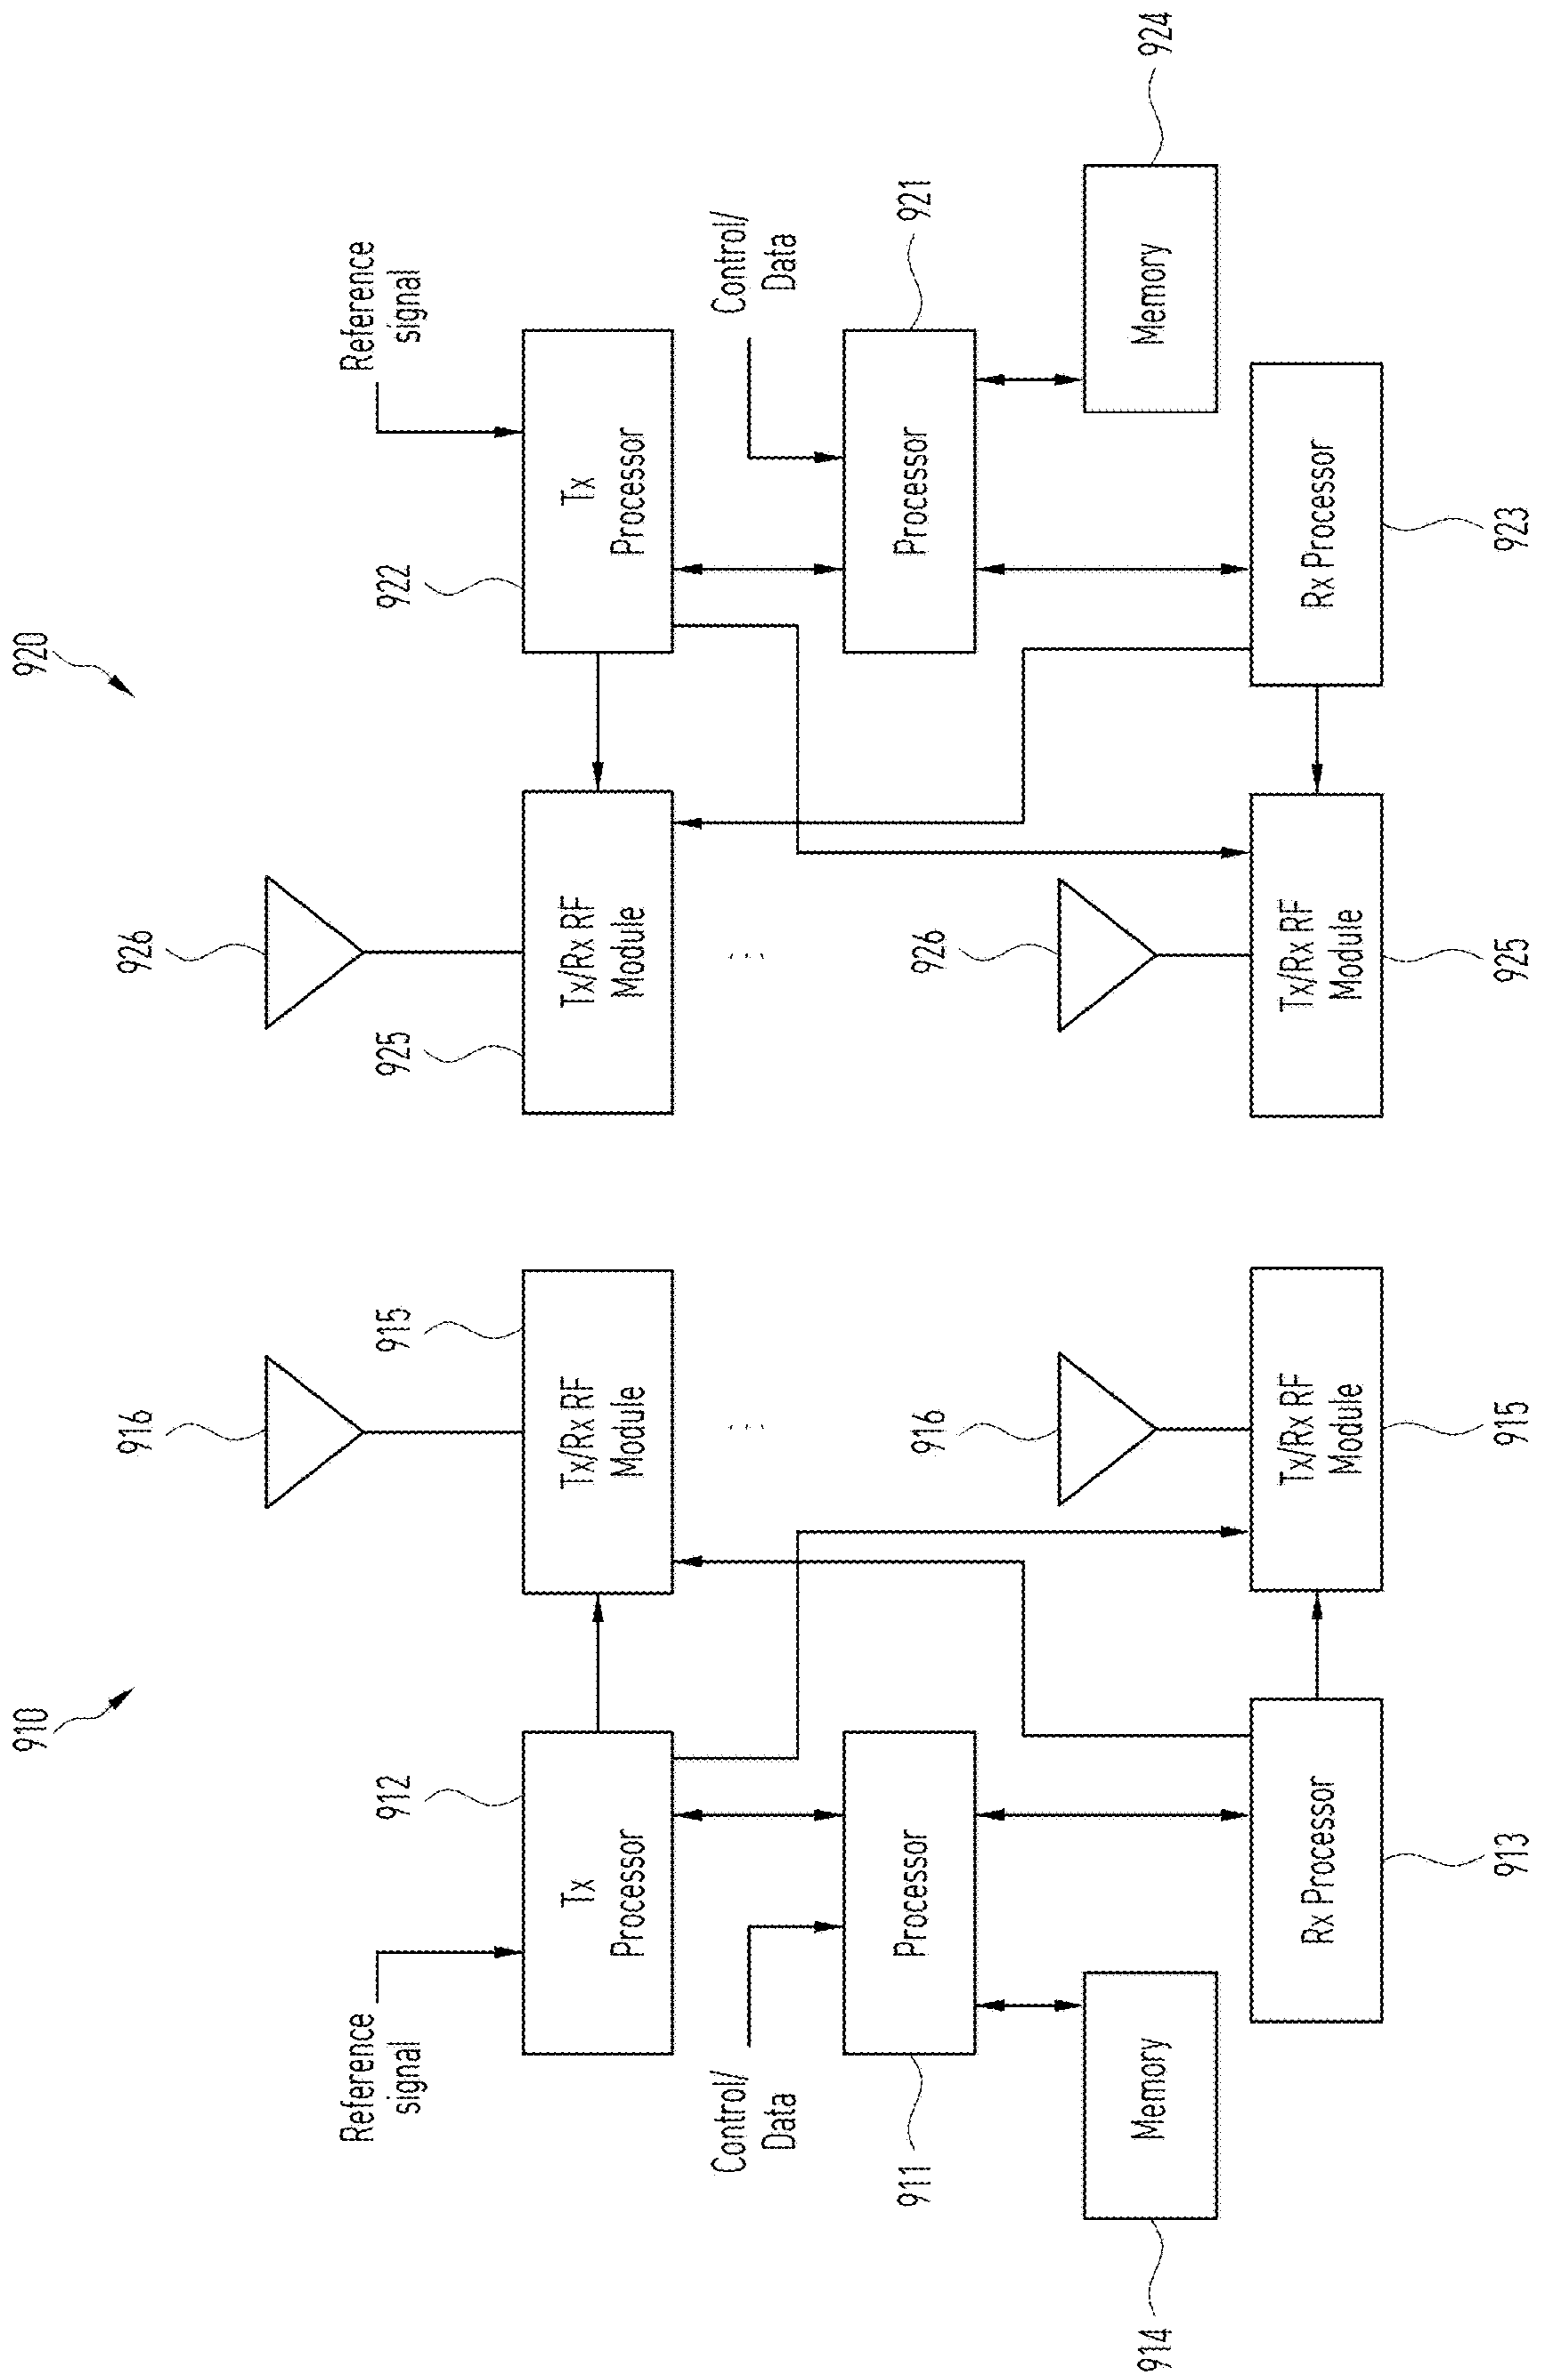 910
916
Reference
signal
912
915
Tx
Processor
Tx/Rx RF
Module
Control/
Data
911
Processor
916
914
Memory
Rx Processor
Tx/Rx RF
Module
913
915
920
926
925
922
Reference
signal
Tx/Rx RF
Module
Tx
Processor
Control/
Data
Processor
921
926
Memory
924
Tx/Rx RF
Module
Rx Processor
925
923